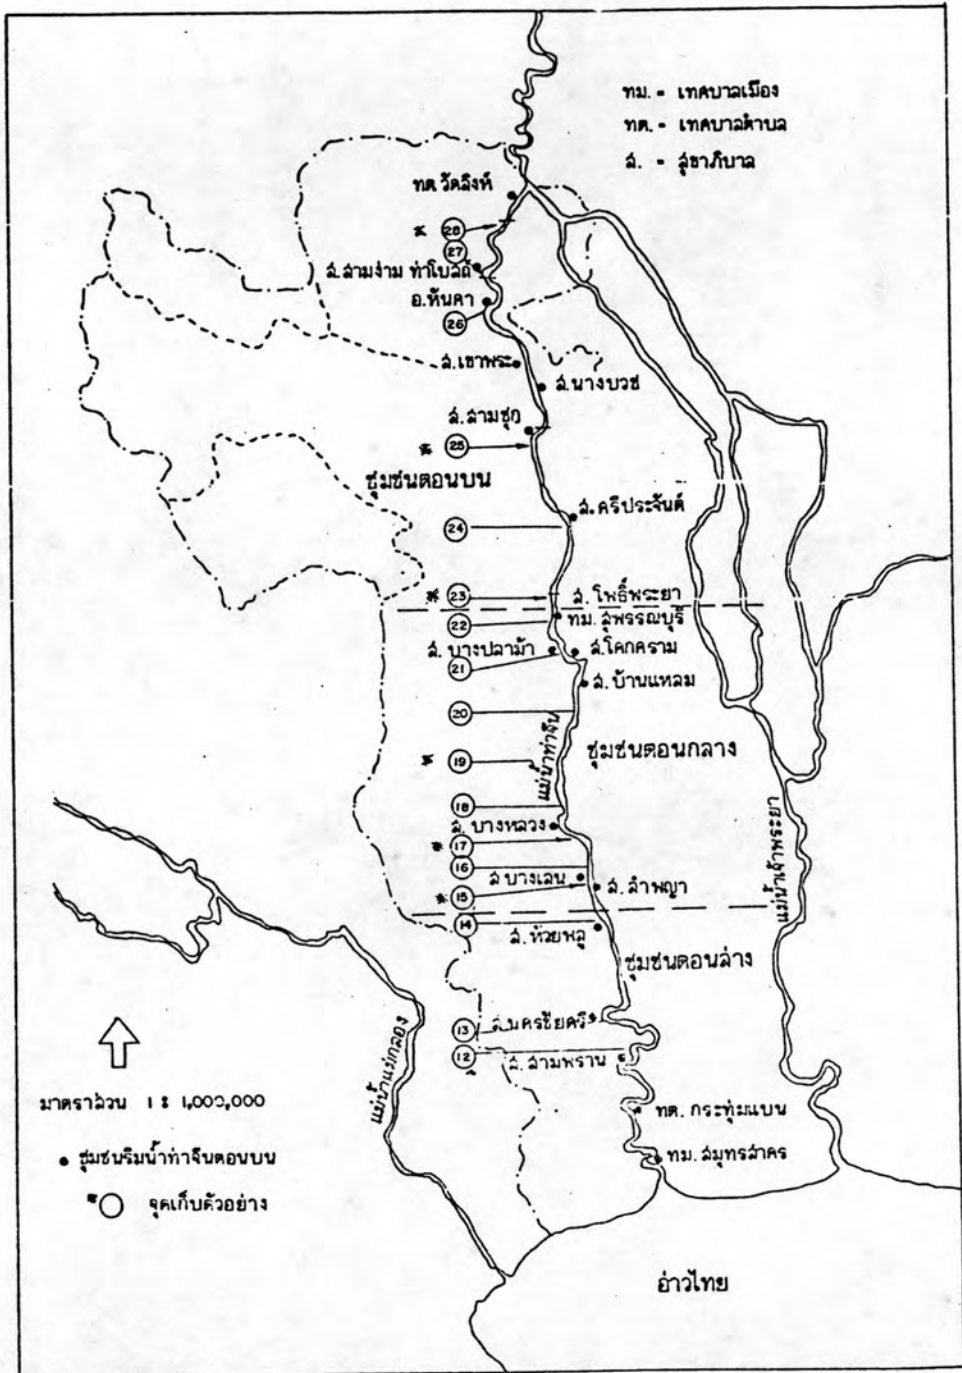 ทม. - เทศบาลเมือง
ทต. - เทศบาลตำบล
ส. - สุขาภิบาล
ทต วัดสิงห์
28
27
ส.สามง่าม ท่าโบสถ์
อ.หันคา
26
ส.เขาพระ
ส.นางบวช
ส.สามชุก
25
ชุมชนตอนบน
ส.ศรีประจันต์
24
23
ส. โพธิ์พระยา
22
ทม. สุพรรณบุรี
ส. บางปลาม้า
ส.โคกคราม
21
ส.บ้านแหลม
20
แม่น้ำท่าจีน
ชุมชนตอนกลาง
19
18
ส. บางหลวง
17
16
ส.บางเลน
ส. ลำพญา
15
แม่น้ำเจ้าพระยา
14
ส.ห้วยพลู
ชุมชนตอนล่าง
13
ส.นครชัยศรี
12
ส. สามพราน
แม่น้ำแม่กลอง
มาตราส่วน 1 : 1,000,000
ทต. กระทุ่มแบน
ชุมชนริมน้ำท่าจีนตอนบน
ทม. สมุทรสาคร
จุดเก็บตัวอย่าง
อ่าวไทย